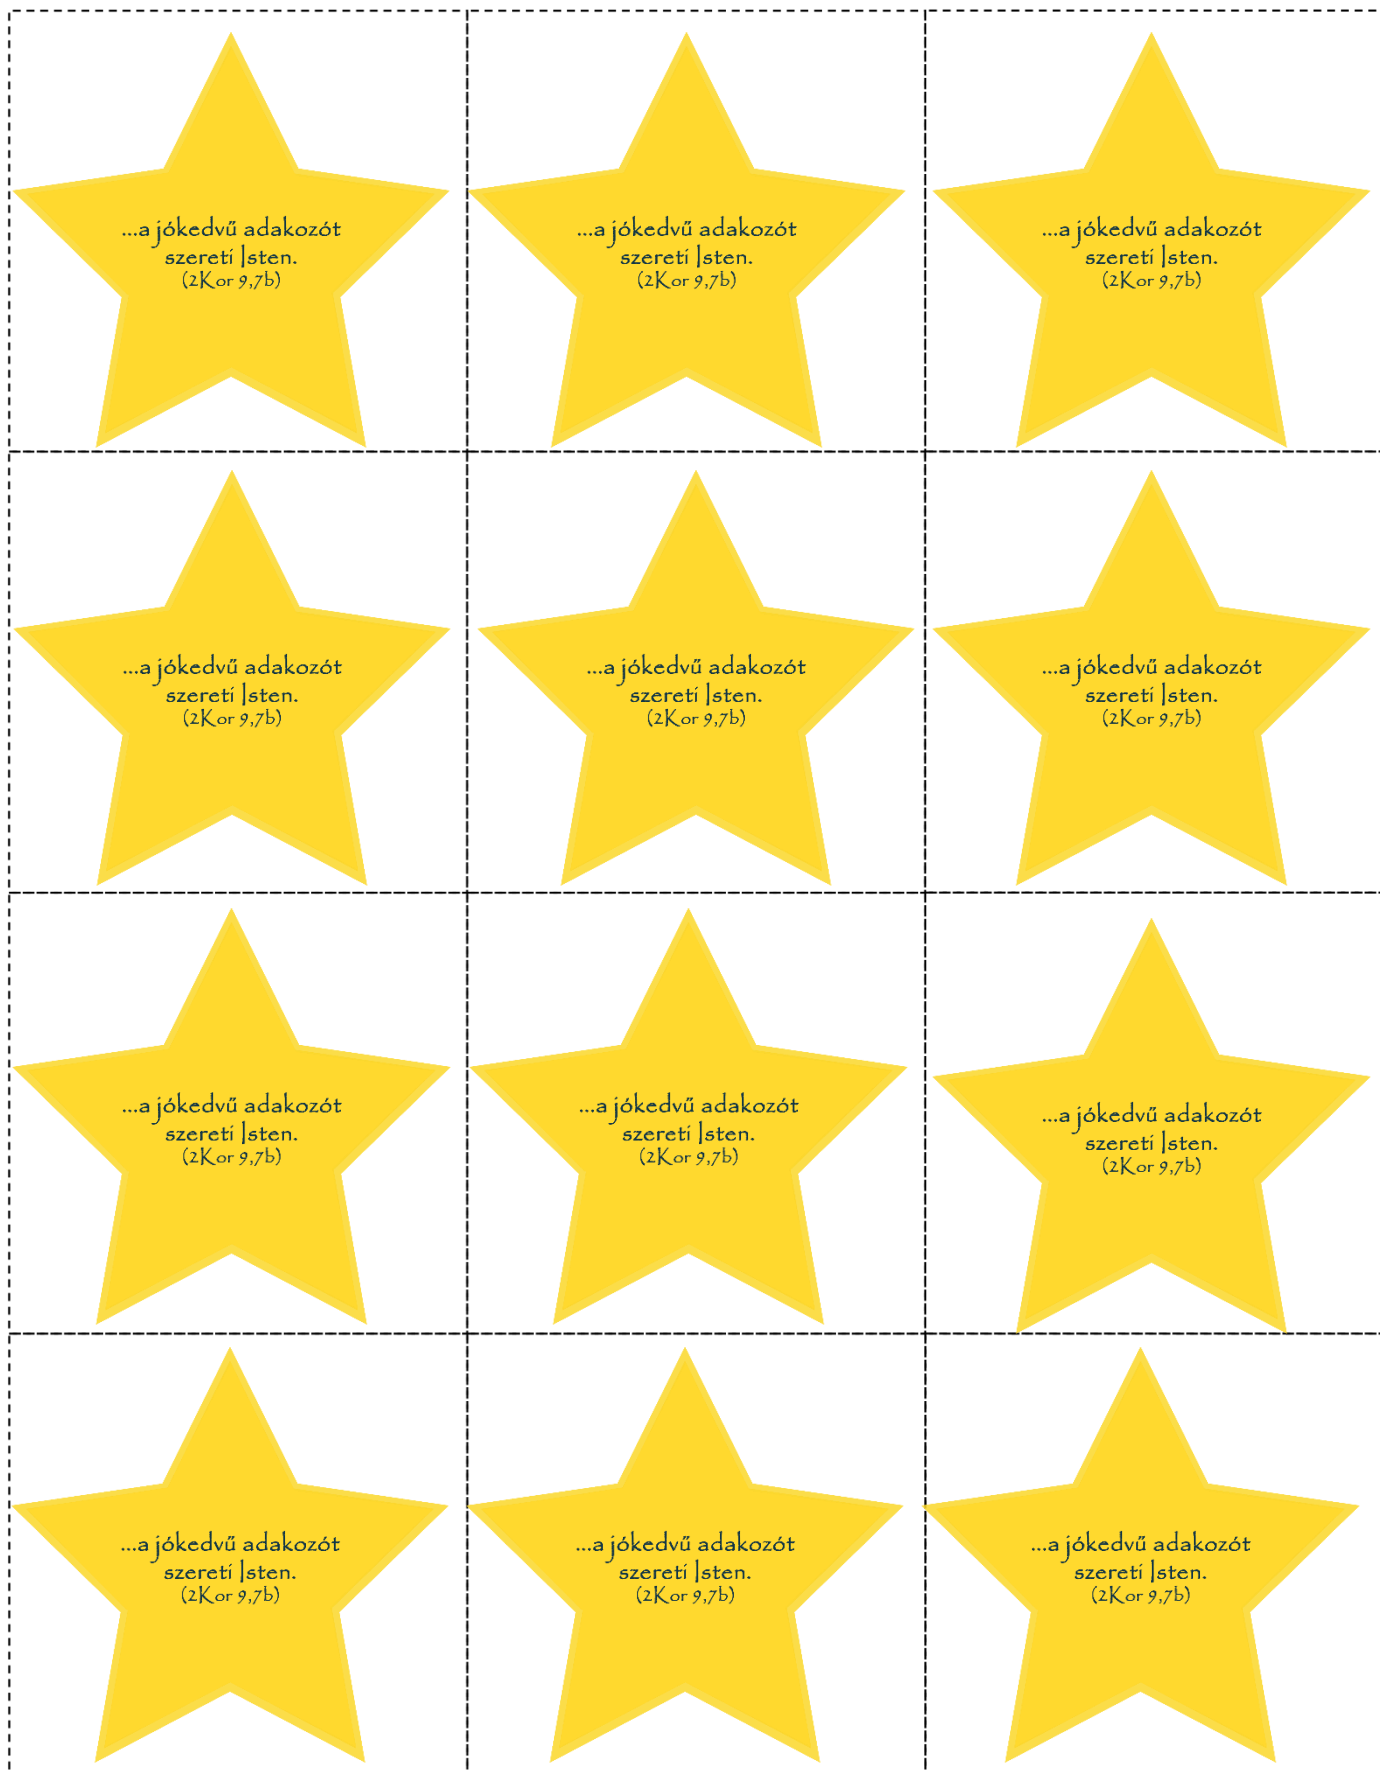 ...a jókedvű adakozót
szereti Isten.
(2Kor 9,7b)
...a jókedvű adakozót
szereti Isten.
(2Kor 9,7b)
...a jókedvű adakozót
szereti Isten.
(2Kor 9,7b)
...a jókedvű adakozót
szereti Isten.
(2Kor 9,7b)
...a jókedvű adakozót
szereti Isten.
(2Kor 9,7b)
...a jókedvű adakozót
szereti Isten.
(2Kor 9,7b)
...a jókedvű adakozót
szereti Isten.
(2Kor 9,7b)
...a jókedvű adakozót
szereti Isten.
(2Kor 9,7b)
...a jókedvű adakozót
szereti Isten.
(2Kor 9,7b)
...a jókedvű adakozót
szereti Isten.
(2Kor 9,7b)
...a jókedvű adakozót
szereti Isten.
(2Kor 9,7b)
...a jókedvű adakozót
szereti Isten.
(2Kor 9,7b)